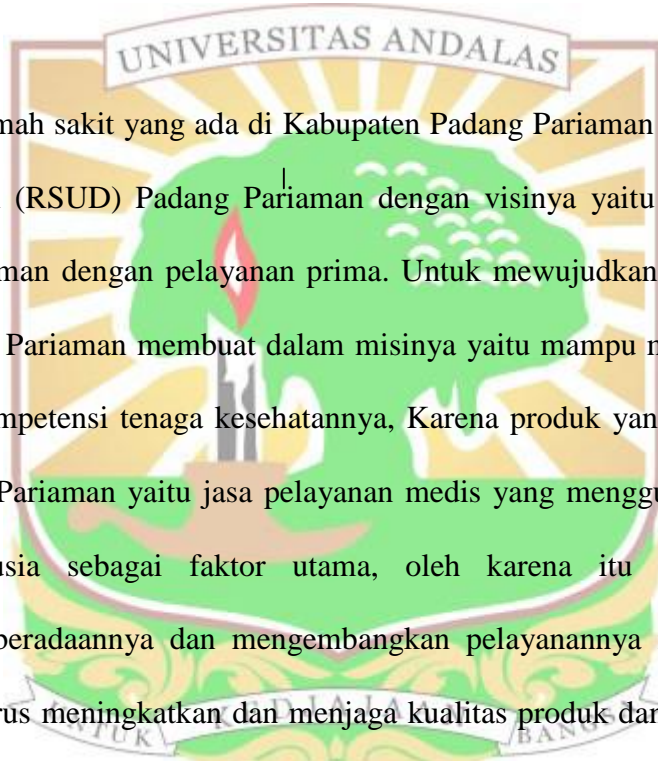 UNIVERSITAS ANDALAS
mah sakit yang ada di Kabupaten Padang Pariaman
(RSUD) Padang Pariaman dengan visinya yaitu
man dengan pelayanan prima. Untuk mewujudkan
Pariaman membuat dalam misinya yaitu mampu
mpetensi tenaga kesehatannya, Karena produk yan
Pariaman yaitu jasa pelayanan medis yang menggu
usia sebagai faktor utama, oleh karena itu
beradaannya dan mengembangkan pelayanannya
rus meningkatkan dan menjaga kualitas produk dan
UNTUK KEDJAJAAN BANGSA